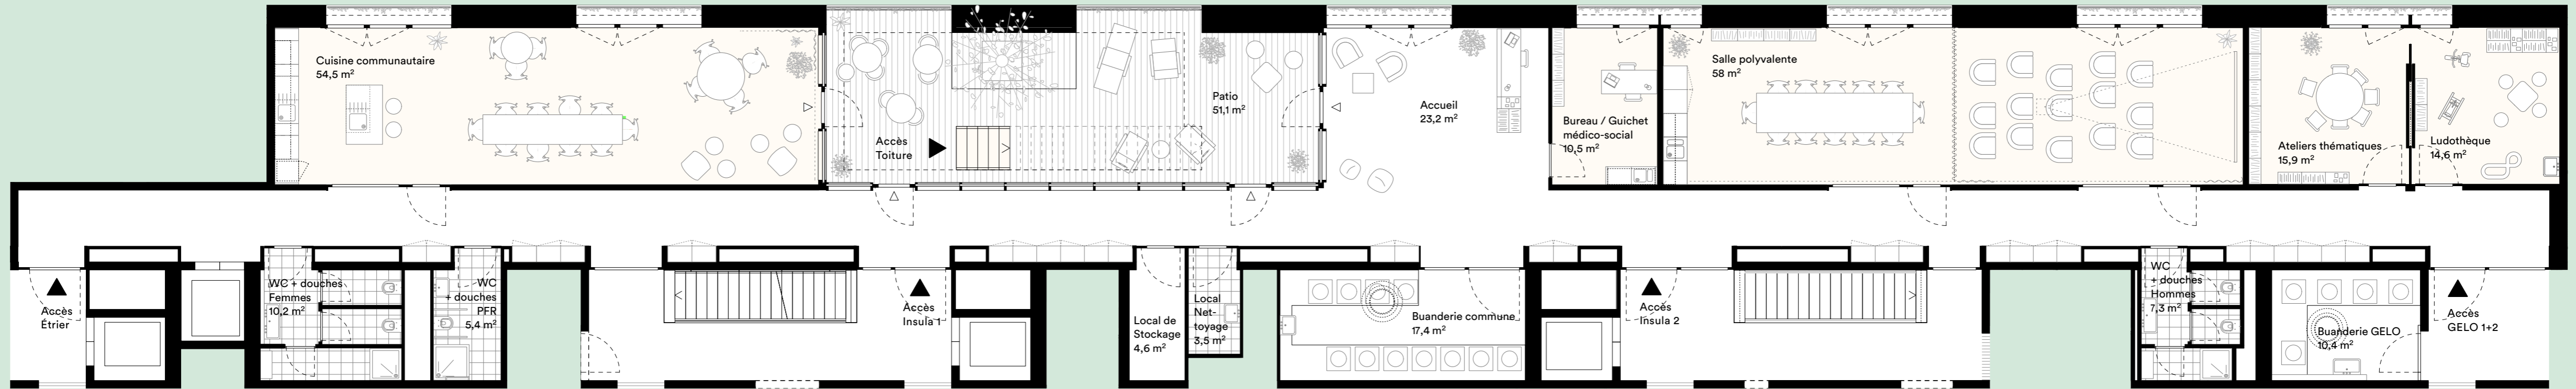 Cuisine communautaire
54,5 m²
Accès
Toiture
Patio
51,1 m²
Accueil
23,2 m²
Bureau / Guichet
médico-social
10,5 m²
Salle polyvalente
58 m²
Ateliers thématiques
15,9 m²
Ludothèque
14,6 m²
Accès
Étrier
WC + douches
Femmes
10,2 m²
WC
+ douches
PFR
5,4 m²
Accès
Insula 1
Local de
Stockage
4,6 m²
Local
Net-
toyage
3,5 m²
Buanderie commune
17,4 m²
Accés
Insula 2
WC
+ douches
Hommes
7,3 m²
Buanderie GELO
10,4 m²
Accès
GELO 1+2